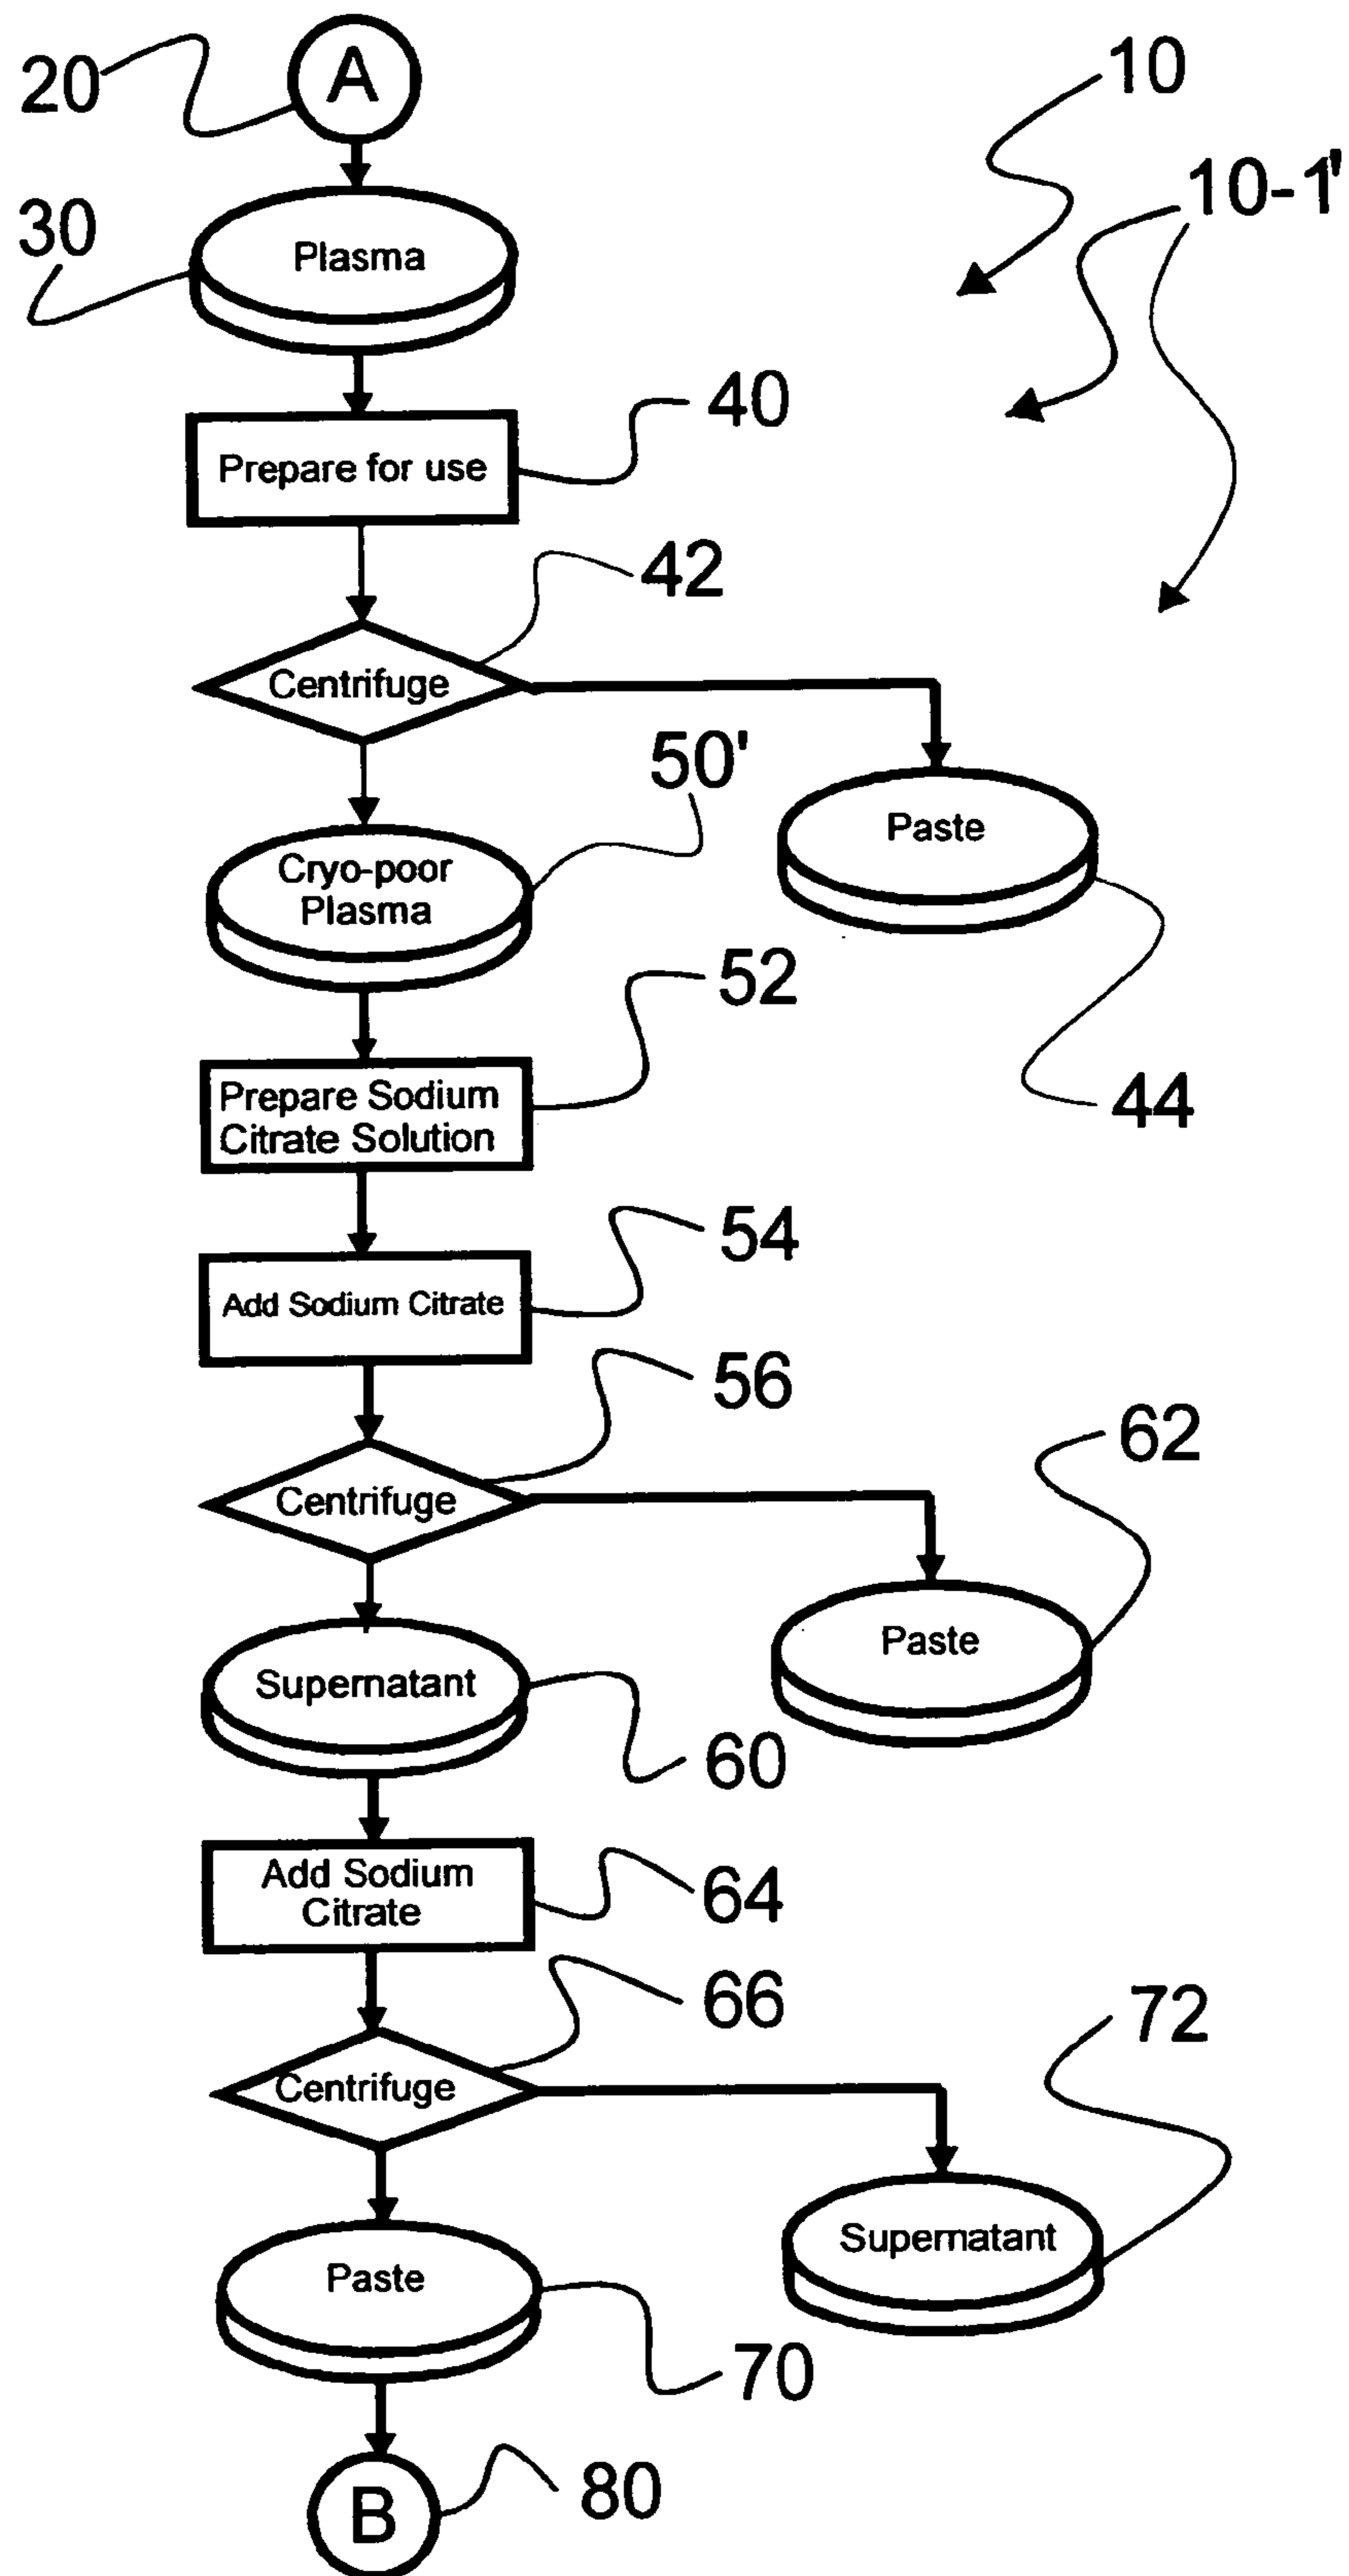 A
20
10
10-1'
30
Plasma
40
Prepare for use
42
Centrifuge
50'
Paste
Cryo-poor
Plasma
52
44
Prepare Sodium
Citrate Solution
54
Add Sodium Citrate
56
62
Centrifuge
Paste
Supernatant
60
Add Sodium
Citrate
64
66
72
Centrifuge
Supernatant
Paste
70
B
80